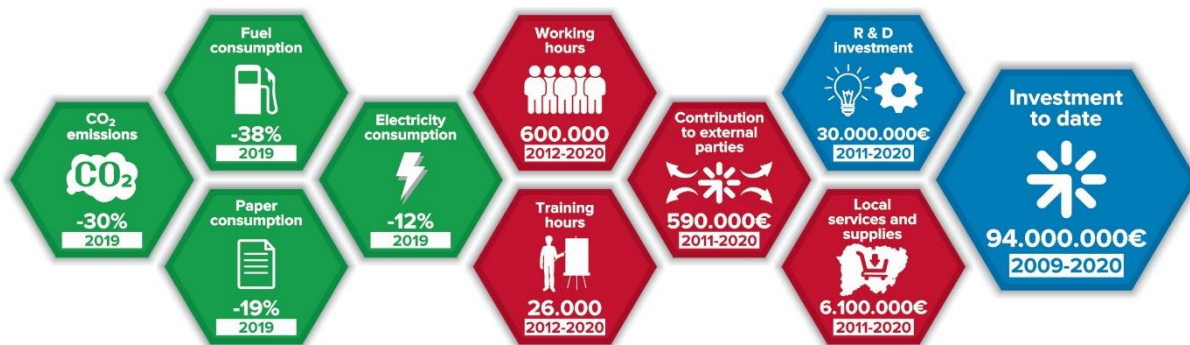 CO₂
emissions
CO₂
-30%
2019
Fuel
consumption
-38%
2019
Paper
consumption
-19%
2019
Electricity
consumption
-12%
2019
Working
hours
600.000
2012-2020
Training
hours
26.000
2012-2020
Contribution
to external
parties
590.000€
2011-2020
R & D
investment
30.000.000€
2011-2020
Local
services and
supplies
6.100.000€
2011-2020
Investment
to date
94.000.000€
2009-2020